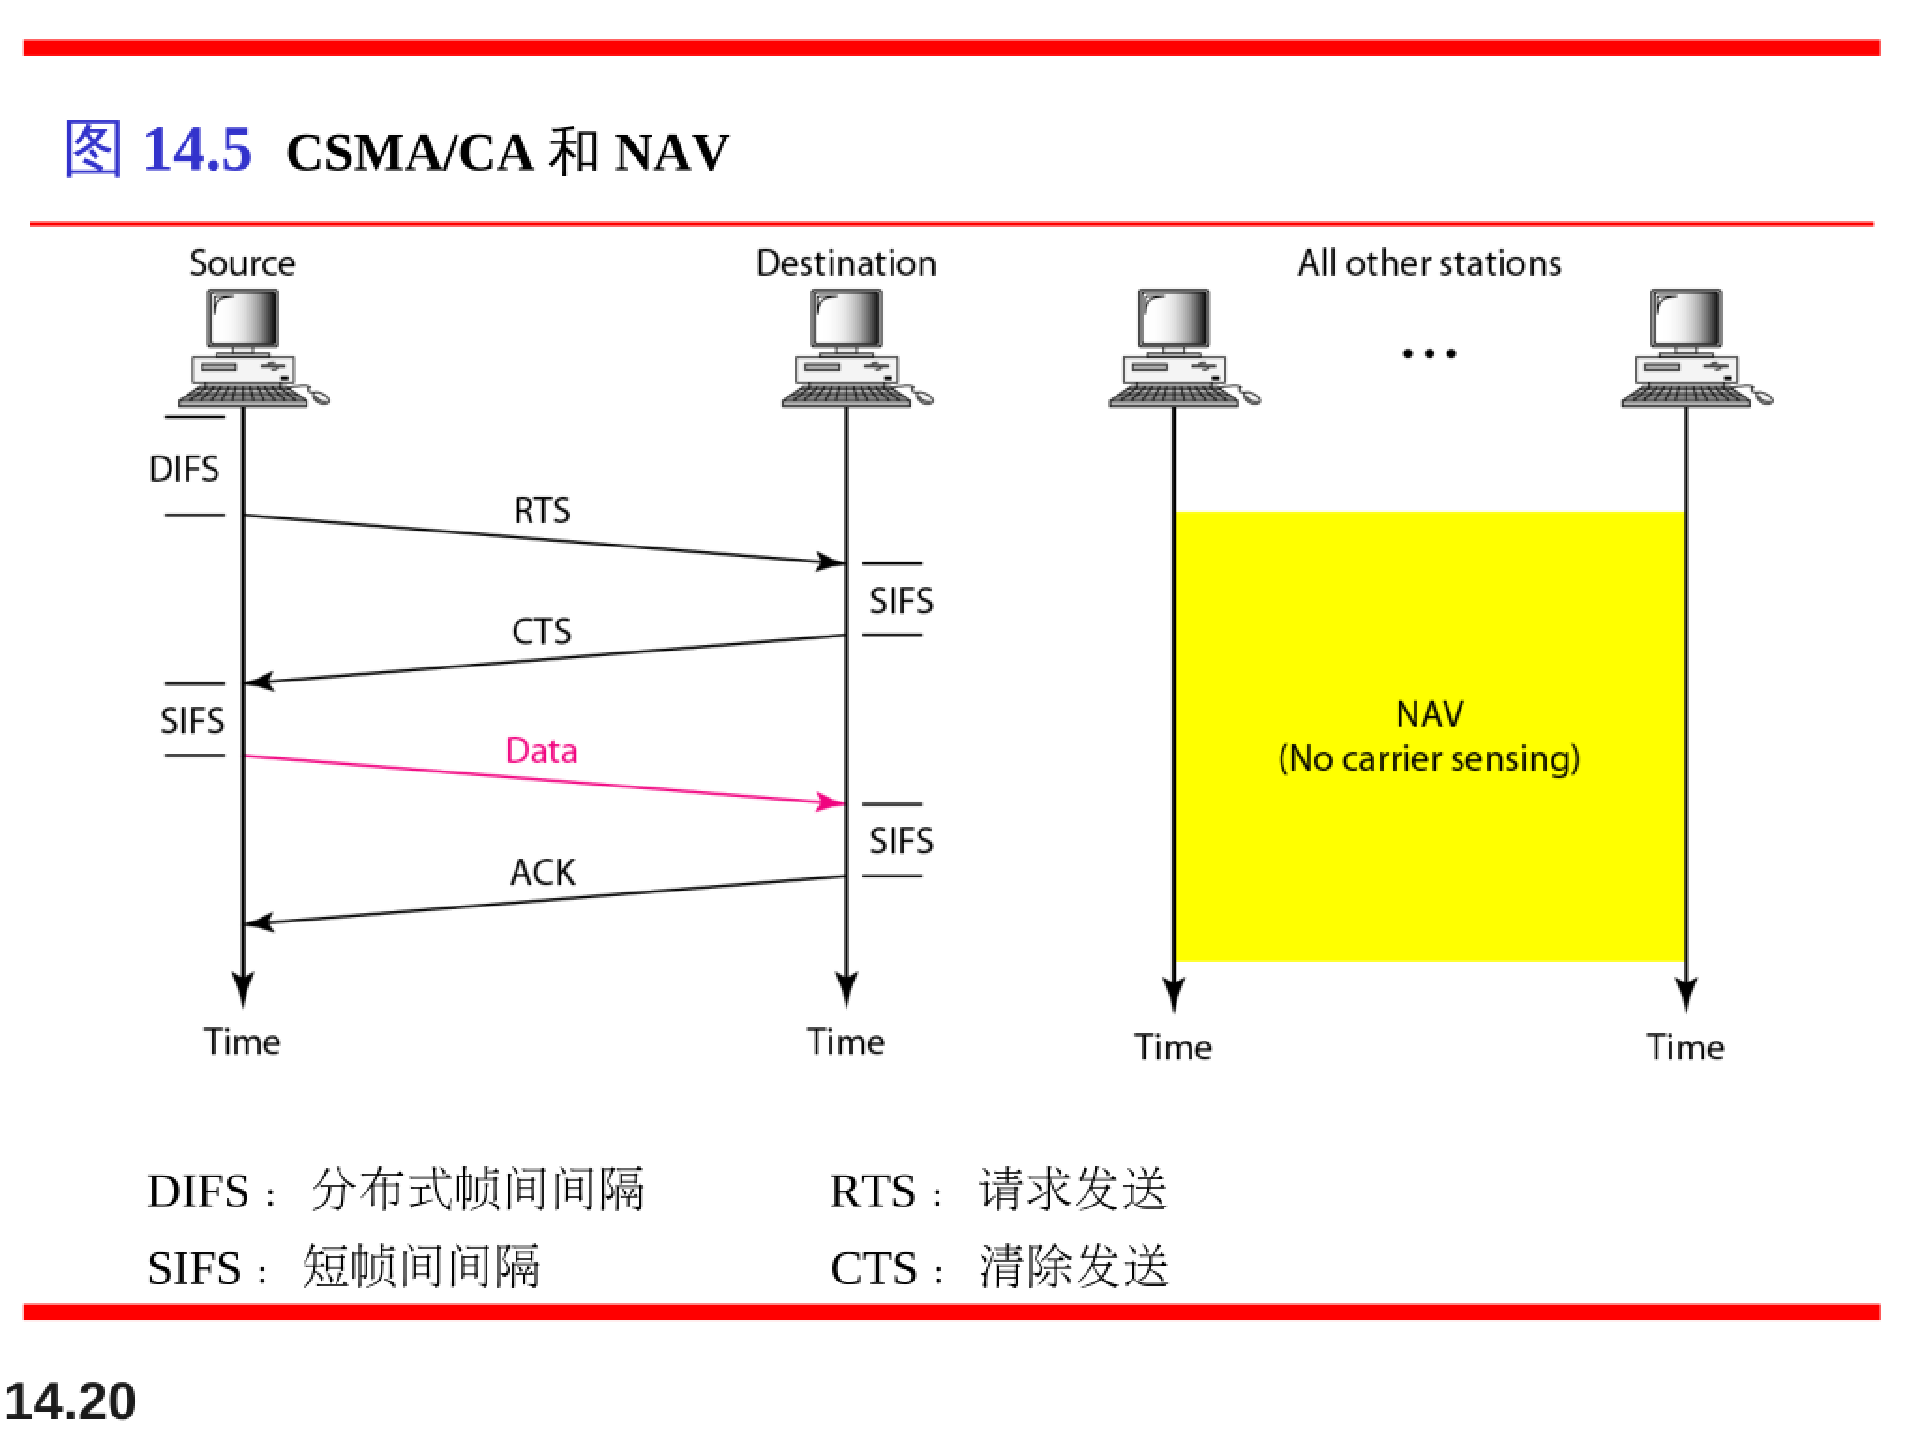 图 14.5 CSMA/CA 和 NAV
Source
Destination
All other stations
DIFS
RTS
SIFS
CTS
SIFS
Data
SIFS
ACK
NAV
(No carrier sensing)
Time
Time
Time
Time
DIFS： 分布式帧间间隔
RTS： 请求发送
SIFS： 短帧间间隔
CTS： 清除发送
14.20